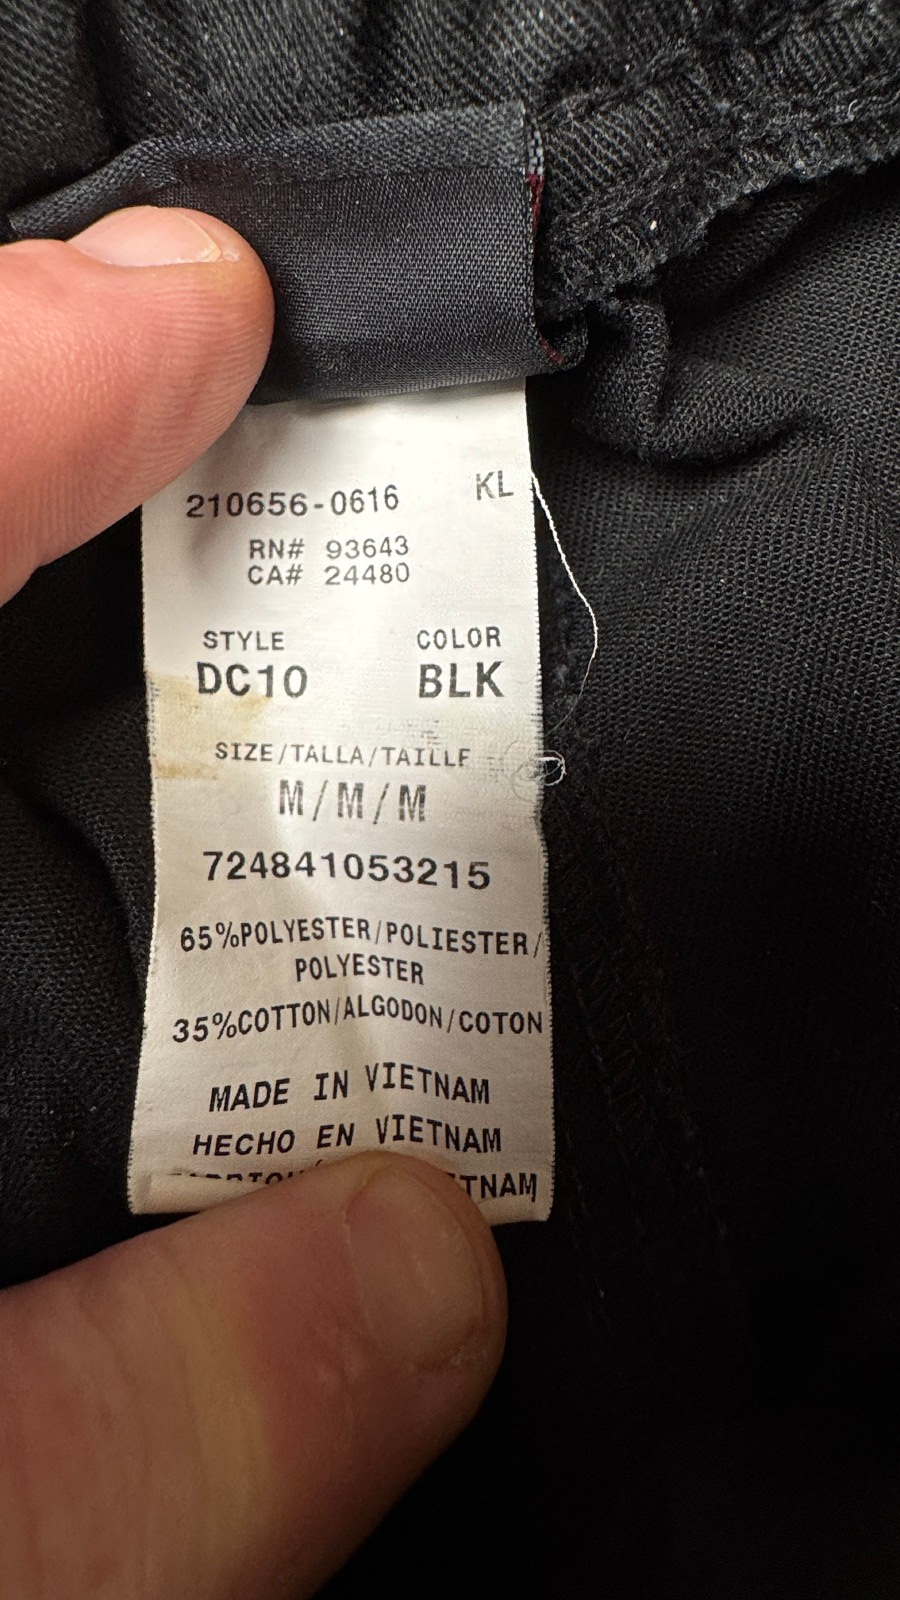 210656-0616 KL
RN# 93643
CA# 24480
STYLE COLOR
DC10 BLK
SIZE/TALLA/TAILLE
M/M/M
724841053215
65%POLYESTER/POLIESTER/
POLYESTER
35%COTTON/ALGODON/COTON
MADE IN VIETNAM
HECHO EN VIETNAM